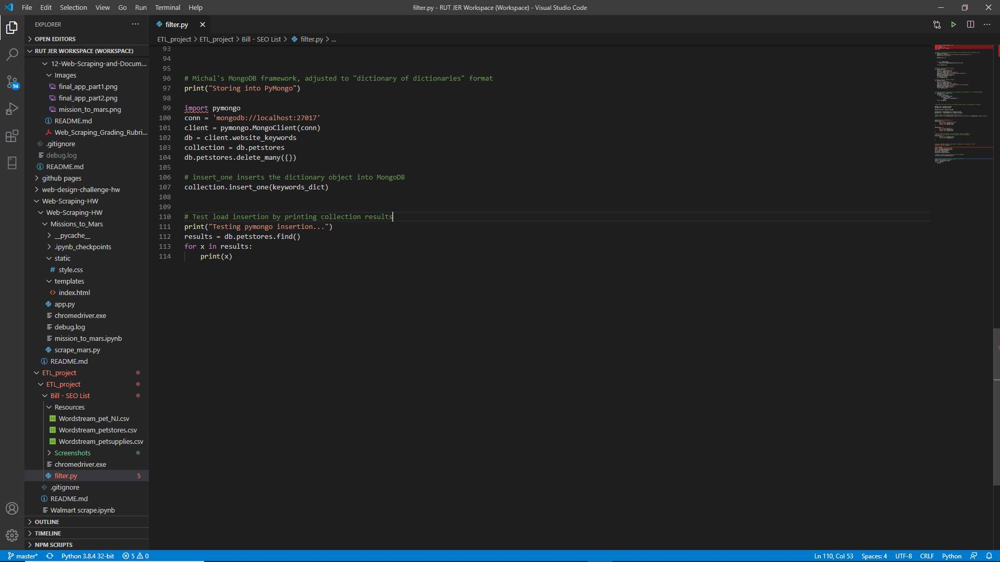 File Edit Selection View Go Run Terminal Help
filter.py - RUT JER Workspace (Workspace) - Visual Studio Code
EXPLORER
OPEN EDITORS
RUT JER WORKSPACE (WORKSPACE)
12-Web-Scraping-and-Docum...
Images
final_app_part1.png
final_app_part2.png
mission_to_mars.png
README.md
Web_Scraping_Grading_Rubri...
.gitignore
debug.log
README.md
github pages
web-design-challenge-hw
Web-Scraping-HW
Web-Scraping-HW
Missions_to_Mars
__pycache__
.ipynb_checkpoints
static
style.css
templates
index.html
app.py
chromedriver.exe
debug.log
mission_to_mars.ipynb
scrape_mars.py
README.md
ETL_project
ETL_project
Bill - SEO List
Resources
Wordstream_pet_NJ.csv
Wordstream_petstores.csv
Wordstream_petsupplies.csv
Screenshots
chromedriver.exe
filter.py 5
.gitignore
README.md
Walmart scrape.ipynb
OUTLINE
TIMELINE
NPM SCRIPTS
94
filter.py
ETL_project > ETL_project > Bill - SEO List > filter.py > ...
93
94
95
96 # Michal's MongoDB framework, adjusted to "dictionary of dictionaries" format
97 print("Storing into PyMongo")
98
99 import pymongo
100 conn = 'mongodb://localhost:27017'
101 client = pymongo.MongoClient(conn)
102 db = client.website_keywords
103 collection = db.petstores
104 db.petstores.delete_many({})
105
106 # insert_one inserts the dictionary object into MongoDB
107 collection.insert_one(keywords_dict)
108
109
110 # Test load insertion by printing collection results
111 print("Testing pymongo insertion...")
112 results = db.petstores.find()
113 for x in results:
114 print(x)
master* Python 3.8.4 32-bit 5 0
Ln 110, Col 53 Spaces: 4 UTF-8 CRLF Python